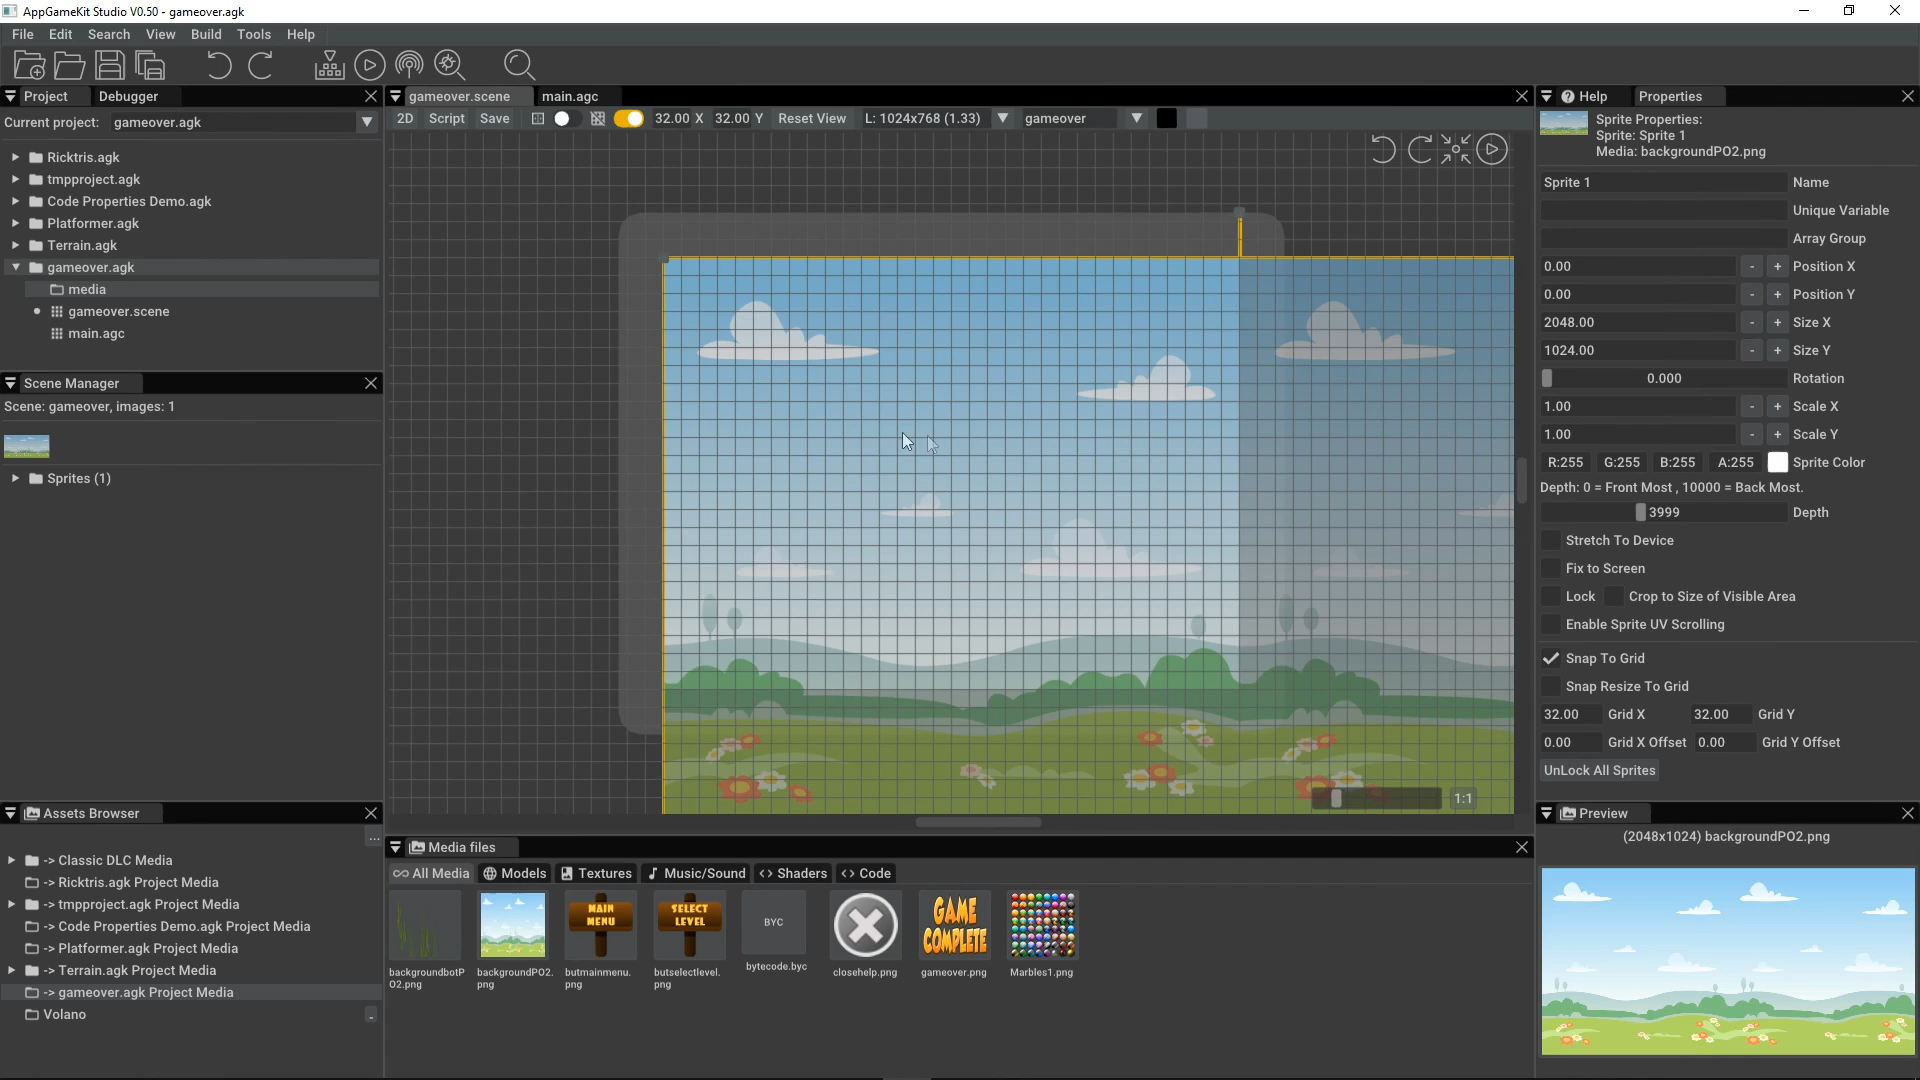 AppGameKit Studio V0.50 - gameover.agk
File Edit Search View Build Tools Help
Project Debugger
Current project: gameover.agk
Ricktris.agk
tmpproject.agk
Code Properties Demo.agk
Platformer.agk
Terrain.agk
gameover.agk
media
gameover.scene
main.agc
Scene Manager
Scene: gameover, images: 1
Sprites (1)
Assets Browser
...
-> Classic DLC Media
-> Ricktris.agk Project Media
-> tmpproject.agk Project Media
-> Code Properties Demo.agk Project Media
-> Platformer.agk Project Media
-> Terrain.agk Project Media
-> gameover.agk Project Media
Volano
gameover.scene main.agc
2D Script Save 32.00 X 32.00 Y Reset View L: 1024x768 (1.33) gameover
1:1
Media files
All Media Models Textures Music/Sound <> Shaders <> Code
MAIN
MENU
SELECT
LEVEL
BYC
GAME
COMPLETE
backgroundbotP
O2.png
backgroundPO2.
png
butmainmenu.
png
butselectlevel.
png
bytecode.byc
closehelp.png
gameover.png
Marbles1.png
? Help Properties
Sprite Properties:
Sprite: Sprite 1
Media: backgroundPO2.png
Sprite 1 Name
Unique Variable
Array Group
0.00 - + Position X
0.00 - + Position Y
2048.00 - + Size X
1024.00 - + Size Y
0.000 Rotation
1.00 - + Scale X
1.00 - + Scale Y
R:255 G:255 B:255 A:255 Sprite Color
Depth: 0 = Front Most , 10000 = Back Most.
3999 Depth
Stretch To Device
Fix to Screen
Lock Crop to Size of Visible Area
Enable Sprite UV Scrolling
Snap To Grid
Snap Resize To Grid
32.00 Grid X 32.00 Grid Y
0.00 Grid X Offset 0.00 Grid Y Offset
UnLock All Sprites
Preview
(2048x1024) backgroundPO2.png